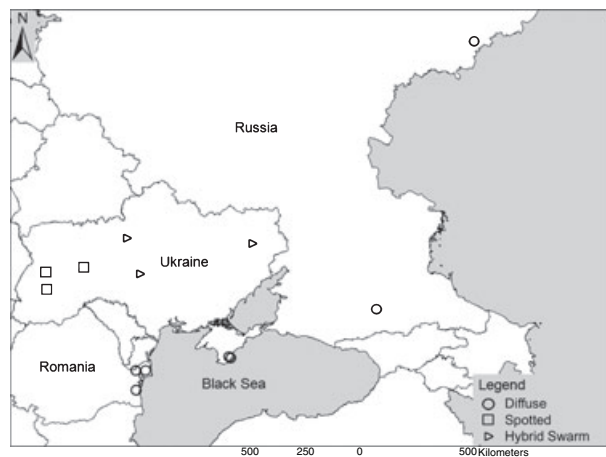 N
Russia
Ukraine
Romania
Black Sea
Legend
Diffuse
Spotted
Hybrid Swarm
500 250 0 500 Kilometers